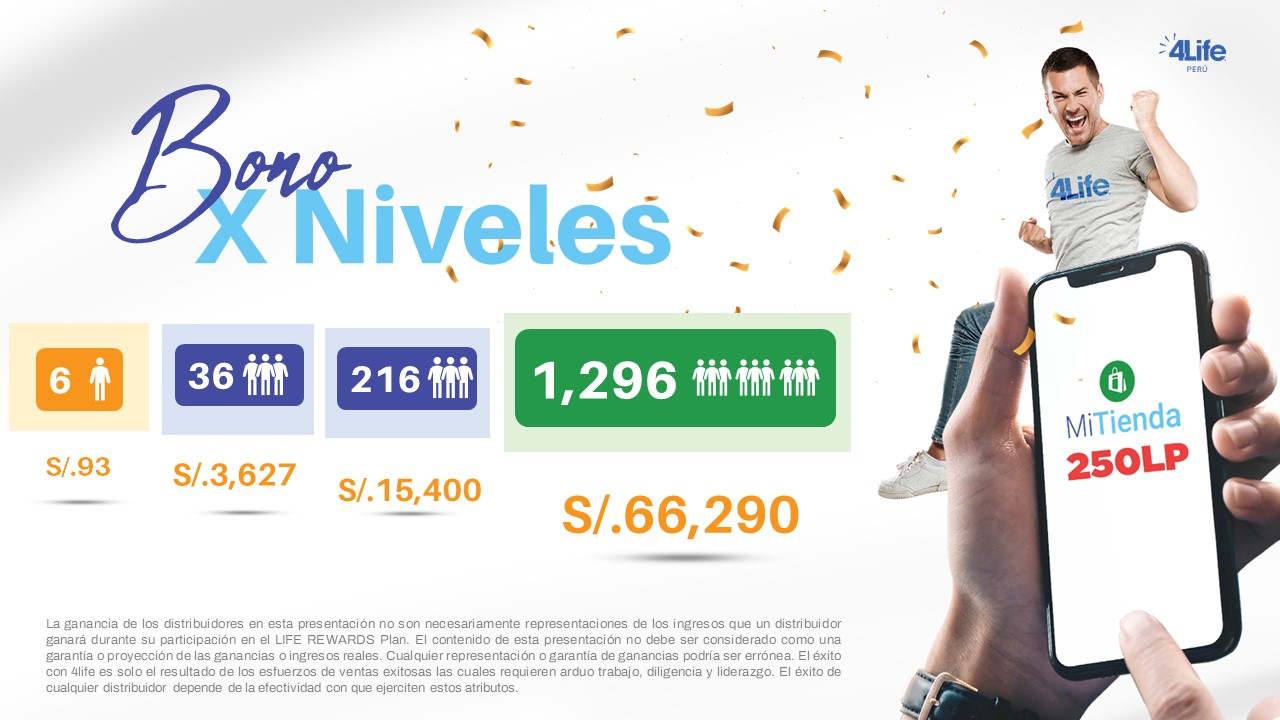 4Life
PERÚ
Bono
X Niveles
4Life
6
36
216
1,296
S/.93
S/.3,627
S/.15,400
S/.66,290
MiTienda
250LP
La ganancia de los distribuidores en esta presentación no son necesariamente representaciones de los ingresos que un distribuidor
ganará durante su participación en el LIFE REWARDS Plan. El contenido de esta presentación no debe ser considerado como una
garantía o proyección de las ganancias o ingresos reales. Cualquier representación o garantía de ganancias podría ser errónea. El éxito
con 4life es solo el resultado de los esfuerzos de ventas exitosas las cuales requieren arduo trabajo, diligencia y liderazgo. El éxito de
cualquier distribuidor depende de la efectividad con que ejerciten estos atributos.